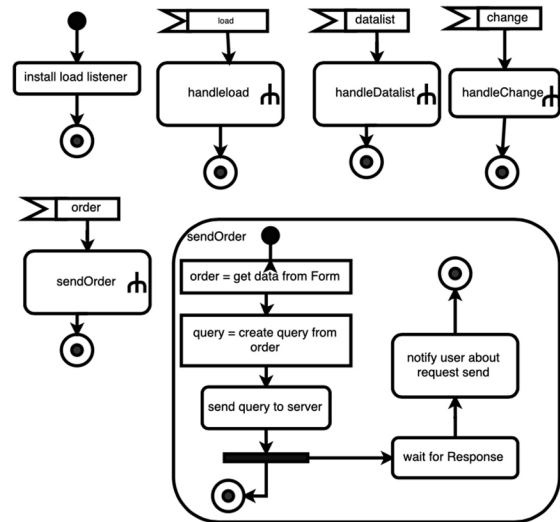 load
datalist
change
install load listener
handleload
handleDatalist
handleChange
order
sendOrder
sendOrder
order = get data from Form
query = create query from
order
notify user about
request send
send query to server
wait for Response